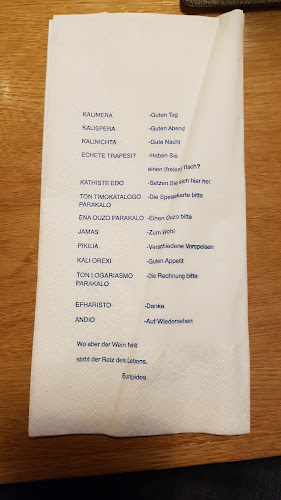 KALIMERA -Guten Tag
KALISPERA -Guten Abend
KALINICHTA -Gute Nacht
ECHETE TRAPESI? -Haben Sie
einen (freien) Tisch?
KATHISTE EDO -Setzen Sie sich hier her.
TON TIMOKATALOGO -Die Speisekarte bitte
PARAKALO
ENA OUZO PARAKALO -Einen Ouzo bitte
JAMAS -Zum Wohl
PIKILIA -Verschiedene Vorspeisen
KALI OREXI -Guten Appetit
TON LOGARIASMO -Die Rechnung bitte
PARAKALO
EFHARISTO -Danke
ANDIO -Auf Wiedersehen
Wo aber der Wein fehlt
stirbt der Reiz des Lebens.
Euripides